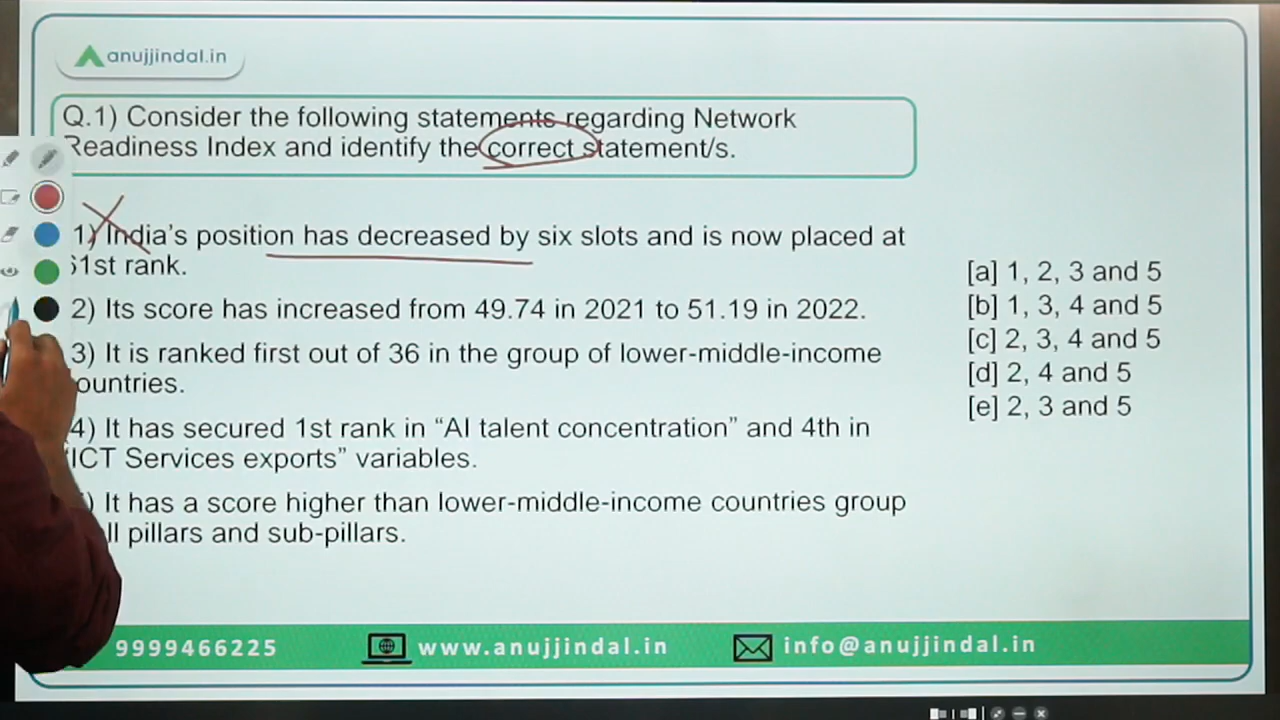 anujjindal.in
Q.1) Consider the following statements regarding Network
Readiness Index and identify the correct statement/s.
1) India's position has decreased by six slots and is now placed at
61st rank.
2) Its score has increased from 49.74 in 2021 to 51.19 in 2022.
3) It is ranked first out of 36 in the group of lower-middle-income
countries.
4) It has secured 1st rank in “AI talent concentration” and 4th in
“ICT Services exports” variables.
) It has a score higher than lower-middle-income countries group
all pillars and sub-pillars.
[a] 1, 2, 3 and 5
[b] 1, 3, 4 and 5
[c] 2, 3, 4 and 5
[d] 2, 4 and 5
[e] 2, 3 and 5
9999466225
www.anujjindal.in
info@anujjindal.in